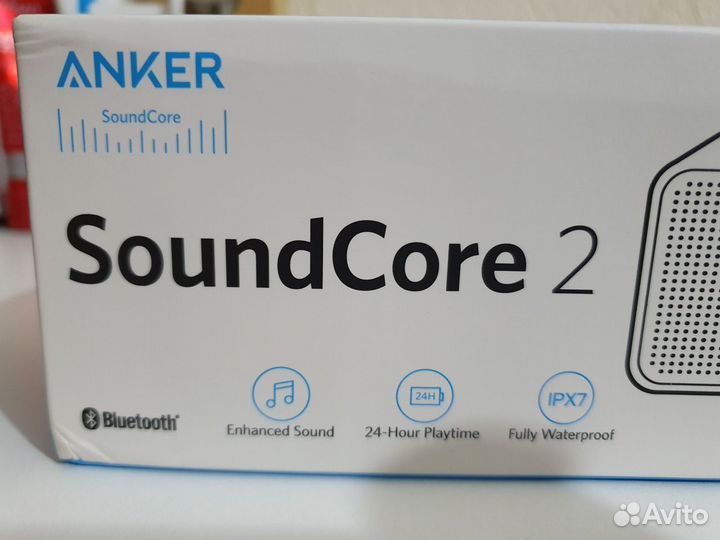 ANKER
SoundCore
SoundCore 2
24H
IPX7
Bluetooth
Enhanced Sound
24-Hour Playtime
Fully Waterproof
Avito